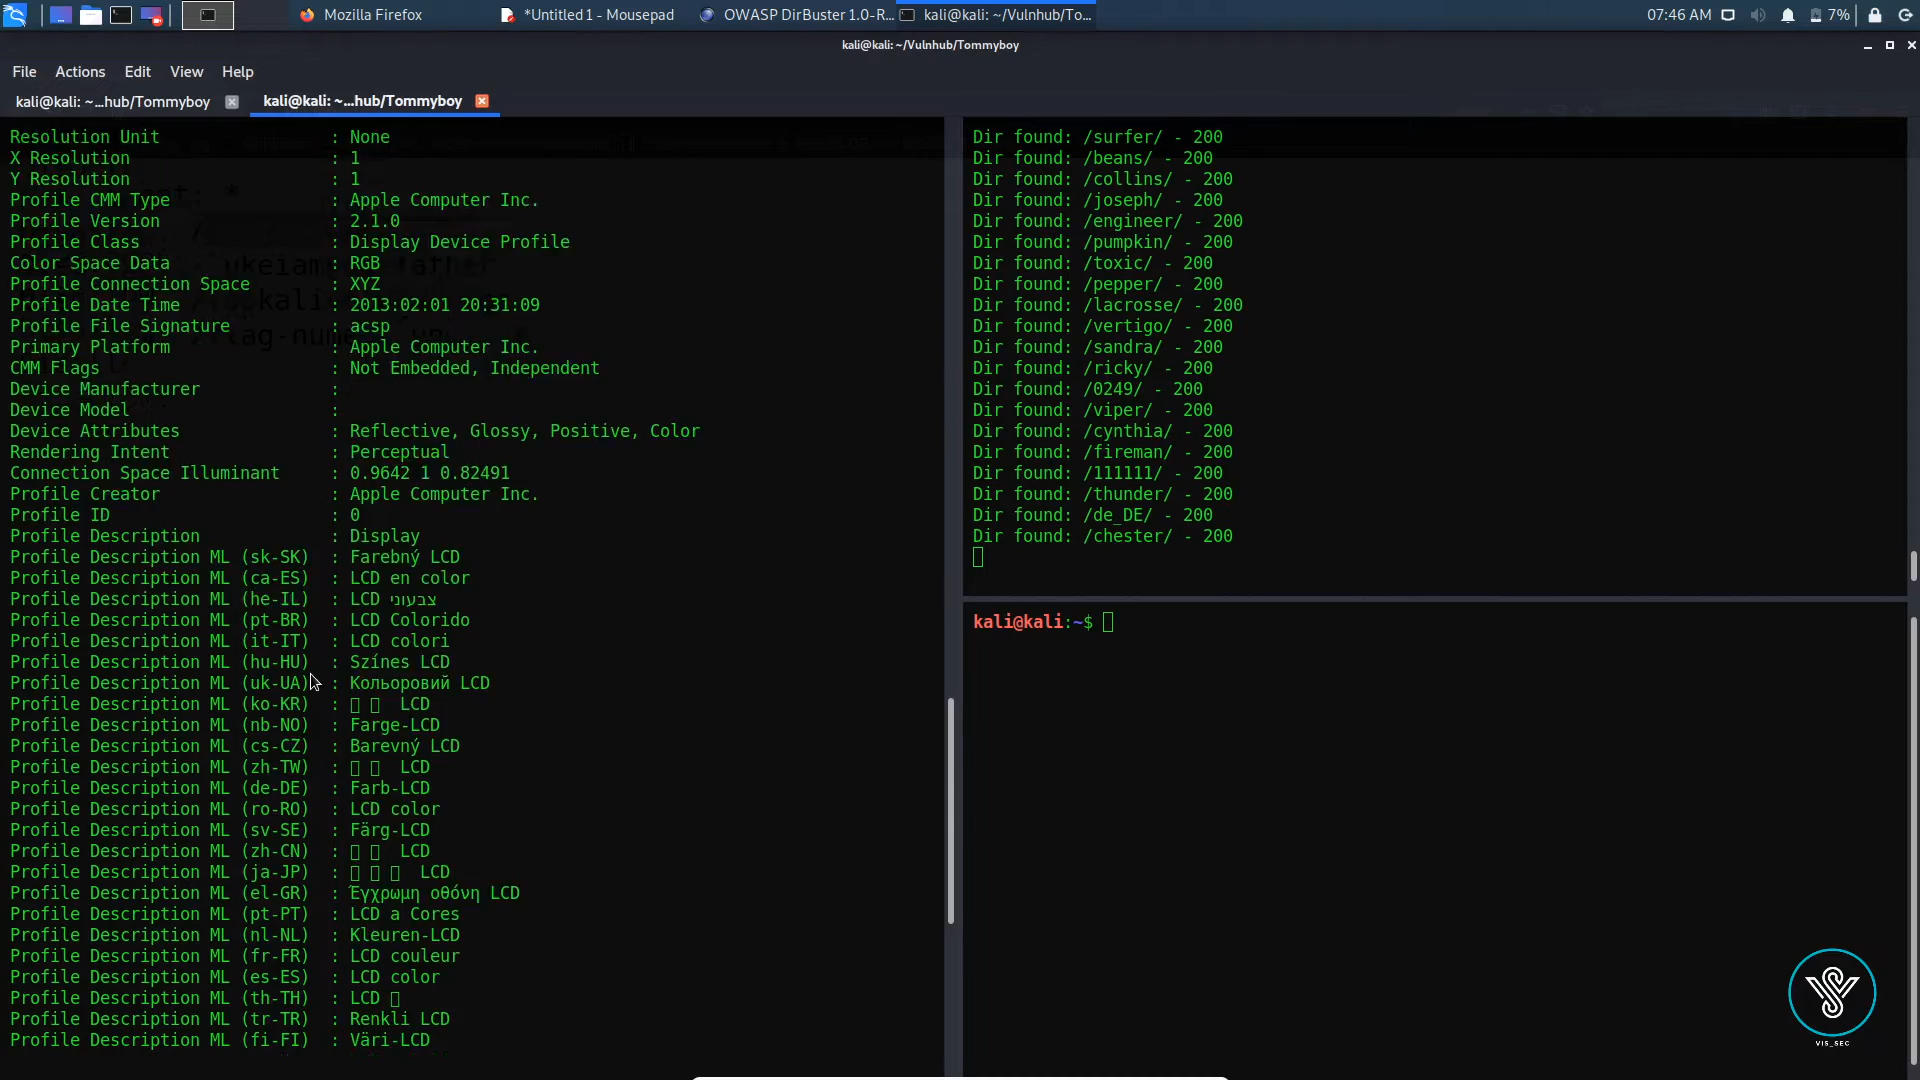 Mozilla Firefox
*Untitled 1 - Mousepad
OWASP DirBuster 1.0-R...
kali@kali: ~/Vulnhub/To...
07:46 AM
7%
kali@kali: ~/Vulnhub/Tommyboy
File Actions Edit View Help
kali@kali: ~...hub/Tommyboy
kali@kali: ~...hub/Tommyboy
Resolution Unit : None
X Resolution : 1
Y Resolution : 1
Profile CMM Type : Apple Computer Inc.
Profile Version : 2.1.0
Profile Class : Display Device Profile
Color Space Data : RGB
Profile Connection Space : XYZ
Profile Date Time : 2013:02:01 20:31:09
Profile File Signature : acsp
Primary Platform : Apple Computer Inc.
CMM Flags : Not Embedded, Independent
Device Manufacturer :
Device Model :
Device Attributes : Reflective, Glossy, Positive, Color
Rendering Intent : Perceptual
Connection Space Illuminant : 0.9642 1 0.82491
Profile Creator : Apple Computer Inc.
Profile ID : 0
Profile Description : Display
Profile Description ML (sk-SK) : Farebný LCD
Profile Description ML (ca-ES) : LCD en color
Profile Description ML (he-IL) : LCD צבעוני
Profile Description ML (pt-BR) : LCD Colorido
Profile Description ML (it-IT) : LCD colori
Profile Description ML (hu-HU) : Színes LCD
Profile Description ML (uk-UA) : Кольоровий LCD
Profile Description ML (ko-KR) : LCD
Profile Description ML (nb-NO) : Farge-LCD
Profile Description ML (cs-CZ) : Barevný LCD
Profile Description ML (zh-TW) : LCD
Profile Description ML (de-DE) : Farb-LCD
Profile Description ML (ro-RO) : LCD color
Profile Description ML (sv-SE) : Färg-LCD
Profile Description ML (zh-CN) : LCD
Profile Description ML (ja-JP) : LCD
Profile Description ML (el-GR) : Έγχρωμη οθόνη LCD
Profile Description ML (pt-PT) : LCD a Cores
Profile Description ML (nl-NL) : Kleuren-LCD
Profile Description ML (fr-FR) : LCD couleur
Profile Description ML (es-ES) : LCD color
Profile Description ML (th-TH) : LCD
Profile Description ML (tr-TR) : Renkli LCD
Profile Description ML (fi-FI) : Väri-LCD
Dir found: /surfer/ - 200
Dir found: /beans/ - 200
Dir found: /collins/ - 200
Dir found: /joseph/ - 200
Dir found: /engineer/ - 200
Dir found: /pumpkin/ - 200
Dir found: /toxic/ - 200
Dir found: /pepper/ - 200
Dir found: /lacrosse/ - 200
Dir found: /vertigo/ - 200
Dir found: /sandra/ - 200
Dir found: /ricky/ - 200
Dir found: /0249/ - 200
Dir found: /viper/ - 200
Dir found: /cynthia/ - 200
Dir found: /fireman/ - 200
Dir found: /111111/ - 200
Dir found: /thunder/ - 200
Dir found: /de_DE/ - 200
Dir found: /chester/ - 200
kali@kali:~$
VIS_SEC